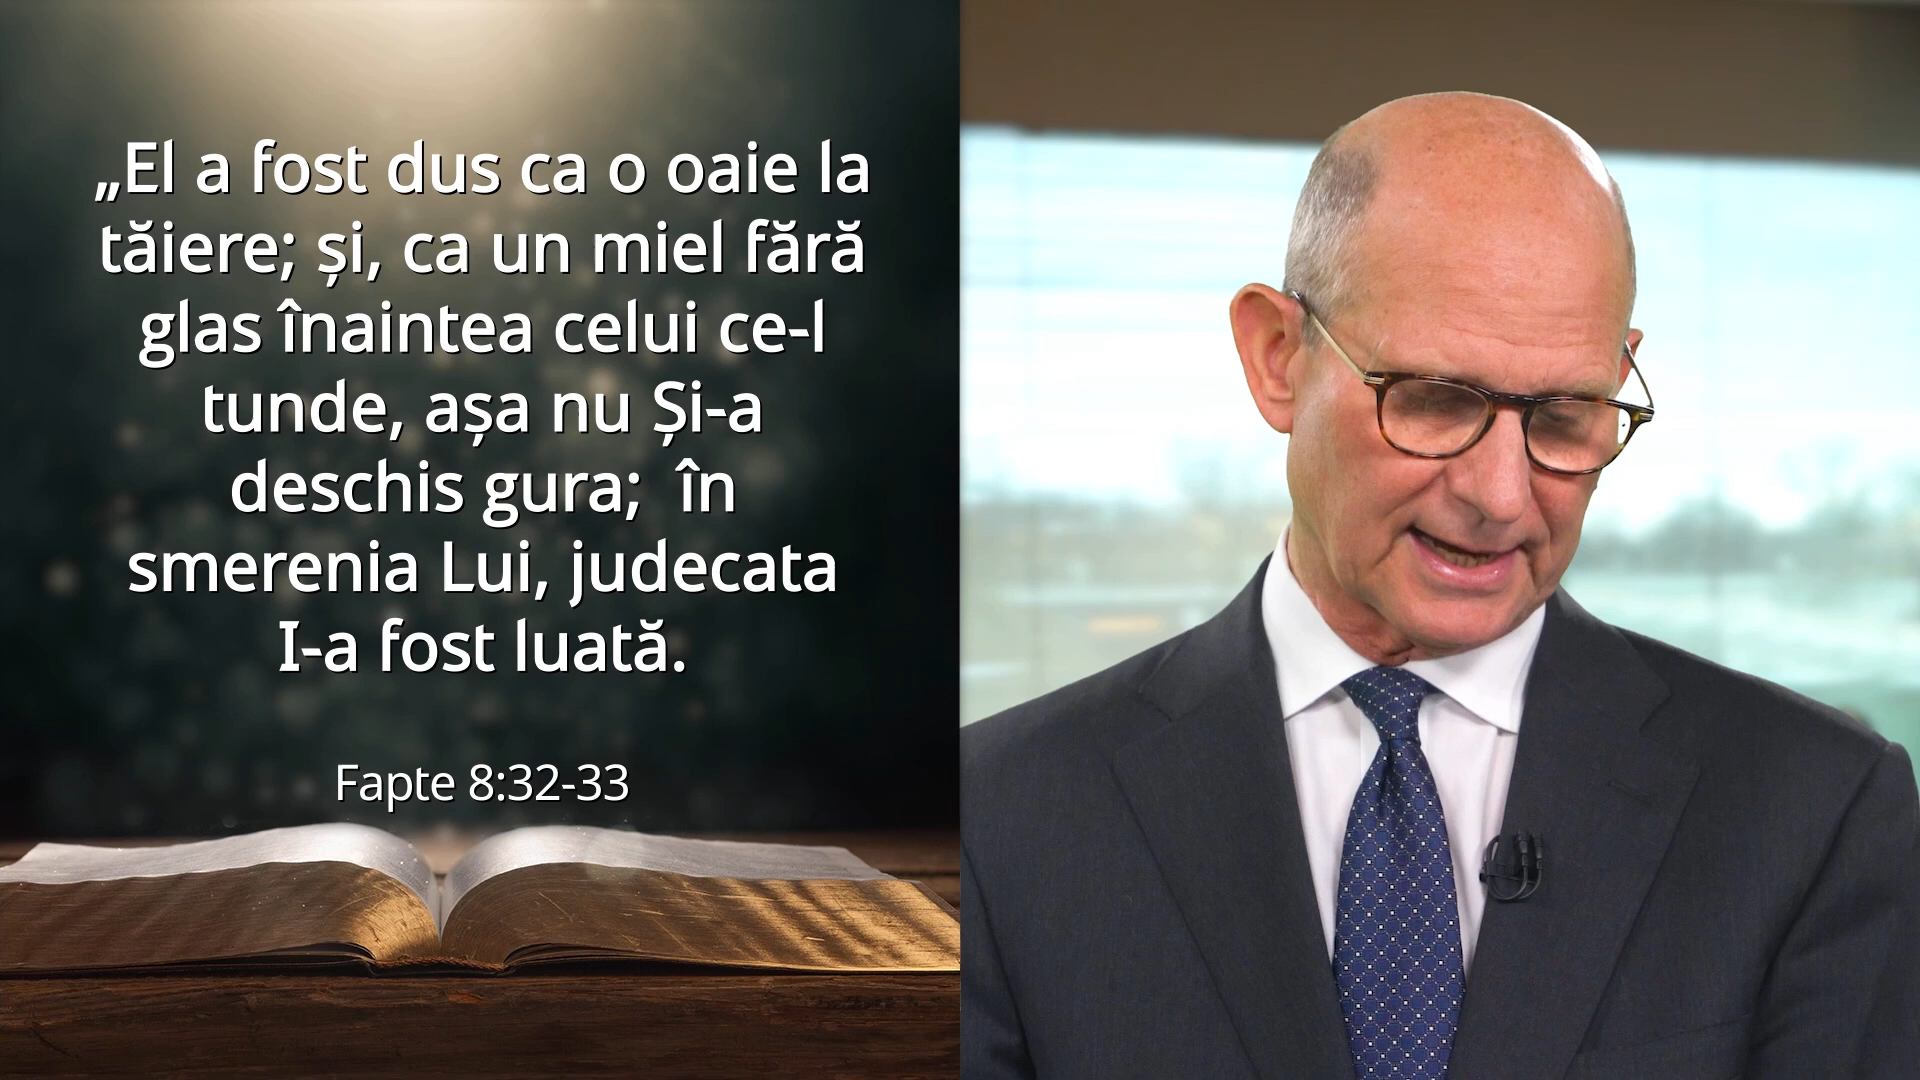 „El a fost dus ca o oaie la
tăiere; și, ca un miel fără
glas înaintea celui ce-l
tunde, așa nu Și-a
deschis gura;  în
smerenia Lui, judecata
I-a fost luată.
Fapte 8:32-33